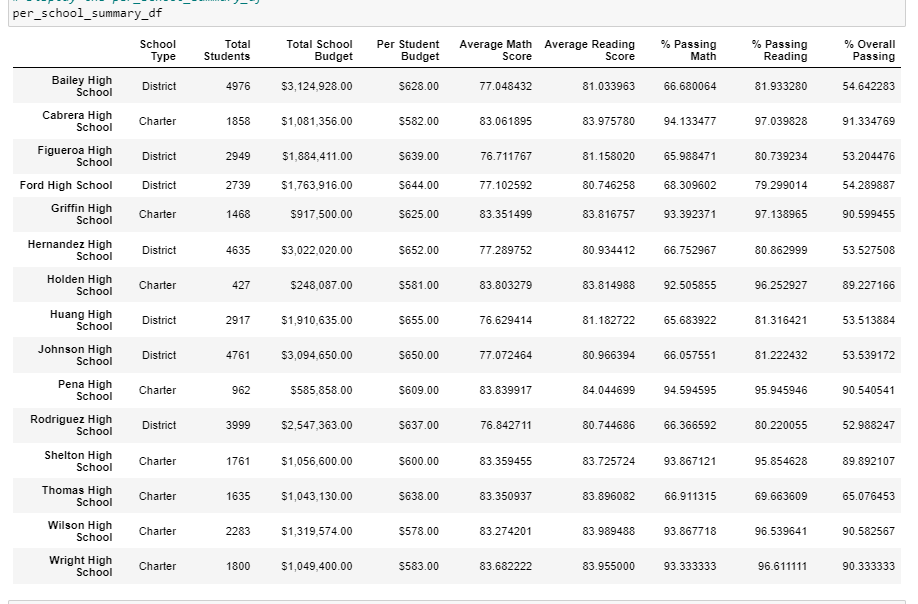 per_school_summary_df
School Type Total Students Total School Budget Per Student Budget Average Math Score Average Reading Score % Passing Math % Passing Reading % Overall Passing
Bailey High School District 4976 $3,124,928.00 $628.00 77.048432 81.033963 66.680064 81.933280 54.642283
Cabrera High School Charter 1858 $1,081,356.00 $582.00 83.061895 83.975780 94.133477 97.039828 91.334769
Figueroa High School District 2949 $1,884,411.00 $639.00 76.711767 81.158020 65.988471 80.739234 53.204476
Ford High School District 2739 $1,763,916.00 $644.00 77.102592 80.746258 68.309602 79.299014 54.289887
Griffin High School Charter 1468 $917,500.00 $625.00 83.351499 83.816757 93.392371 97.138965 90.599455
Hernandez High School District 4635 $3,022,020.00 $652.00 77.289752 80.934412 66.752967 80.862999 53.527508
Holden High School Charter 427 $248,087.00 $581.00 83.803279 83.814988 92.505855 96.252927 89.227166
Huang High School District 2917 $1,910,635.00 $655.00 76.629414 81.182722 65.683922 81.316421 53.513884
Johnson High School District 4761 $3,094,650.00 $650.00 77.072464 80.966394 66.057551 81.222432 53.539172
Pena High School Charter 962 $585,858.00 $609.00 83.839917 84.044699 94.594595 95.945946 90.540541
Rodriguez High School District 3999 $2,547,363.00 $637.00 76.842711 80.744686 66.366592 80.220055 52.988247
Shelton High School Charter 1761 $1,056,600.00 $600.00 83.359455 83.725724 93.867121 95.854628 89.892107
Thomas High School Charter 1635 $1,043,130.00 $638.00 83.350937 83.896082 66.911315 69.663609 65.076453
Wilson High School Charter 2283 $1,319,574.00 $578.00 83.274201 83.989488 93.867718 96.539641 90.582567
Wright High School Charter 1800 $1,049,400.00 $583.00 83.682222 83.955000 93.333333 96.611111 90.333333